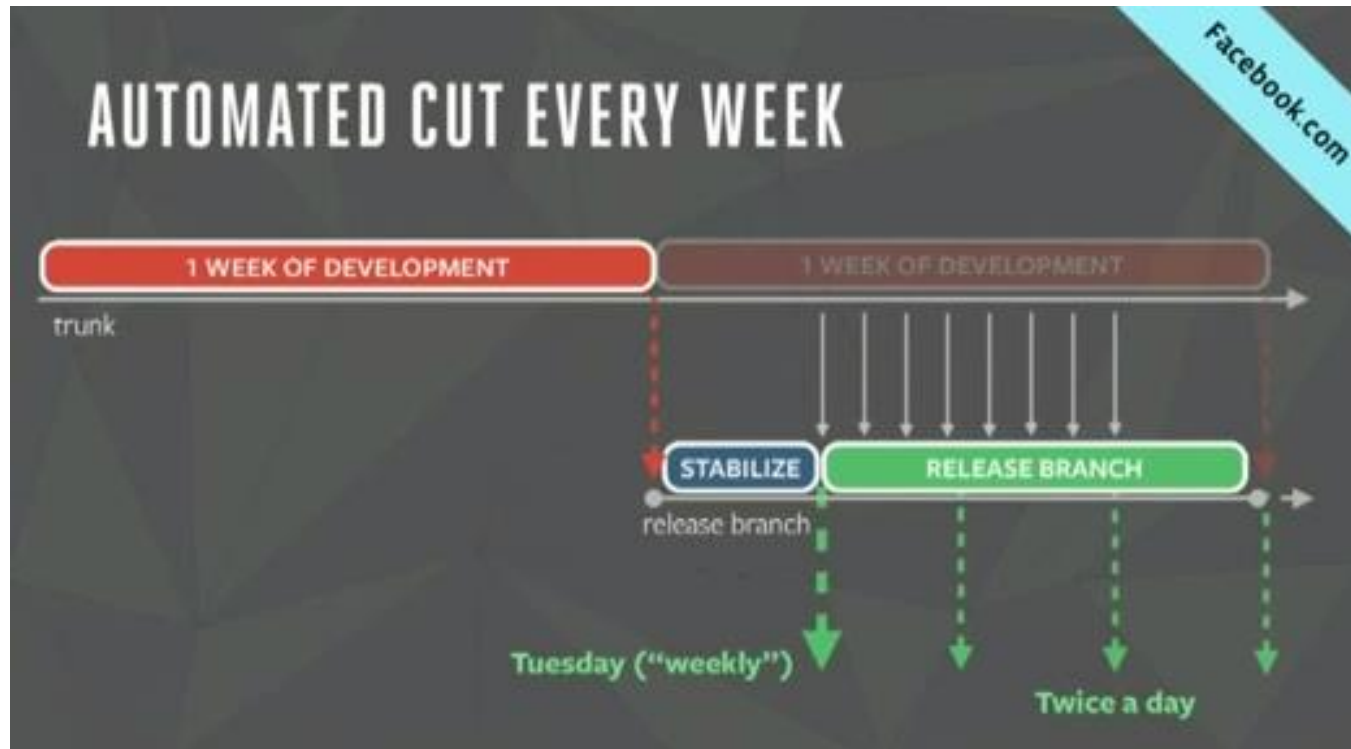 Facebook.com
AUTOMATED CUT EVERY WEEK
1 WEEK OF DEVELOPMENT
1 WEEK OF DEVELOPMENT
trunk
STABILIZE
RELEASE BRANCH
release branch
Tuesday (“weekly”)
Twice a day